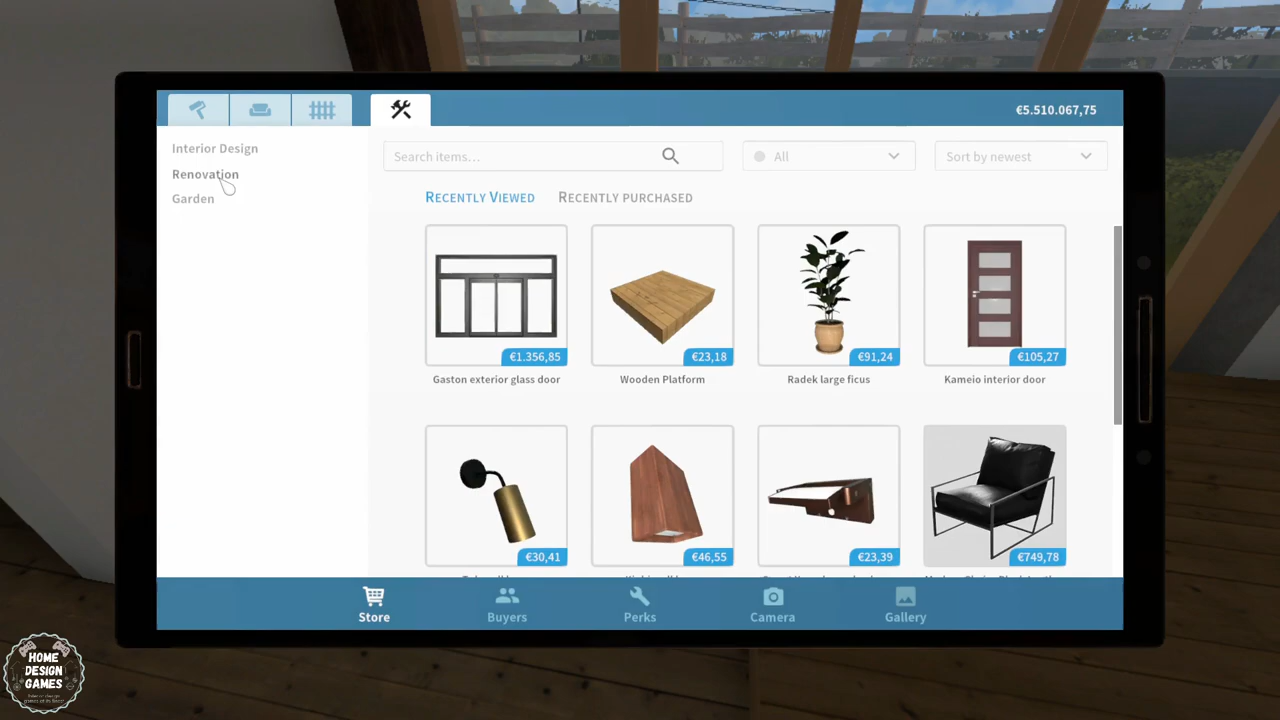 €5.510.067,75
Interior Design
Renovation
Garden
Search items...
All
Sort by newest
RECENTLY VIEWED
RECENTLY PURCHASED
€1.356,85
€23,18
€91,24
€105,27
Gaston exterior glass door
Wooden Platform
Radek large ficus
Kameio interior door
€30,41
€46,55
€23,39
€749,78
Store
Buyers
Perks
Camera
Gallery
HOME
DESIGN
GAMES